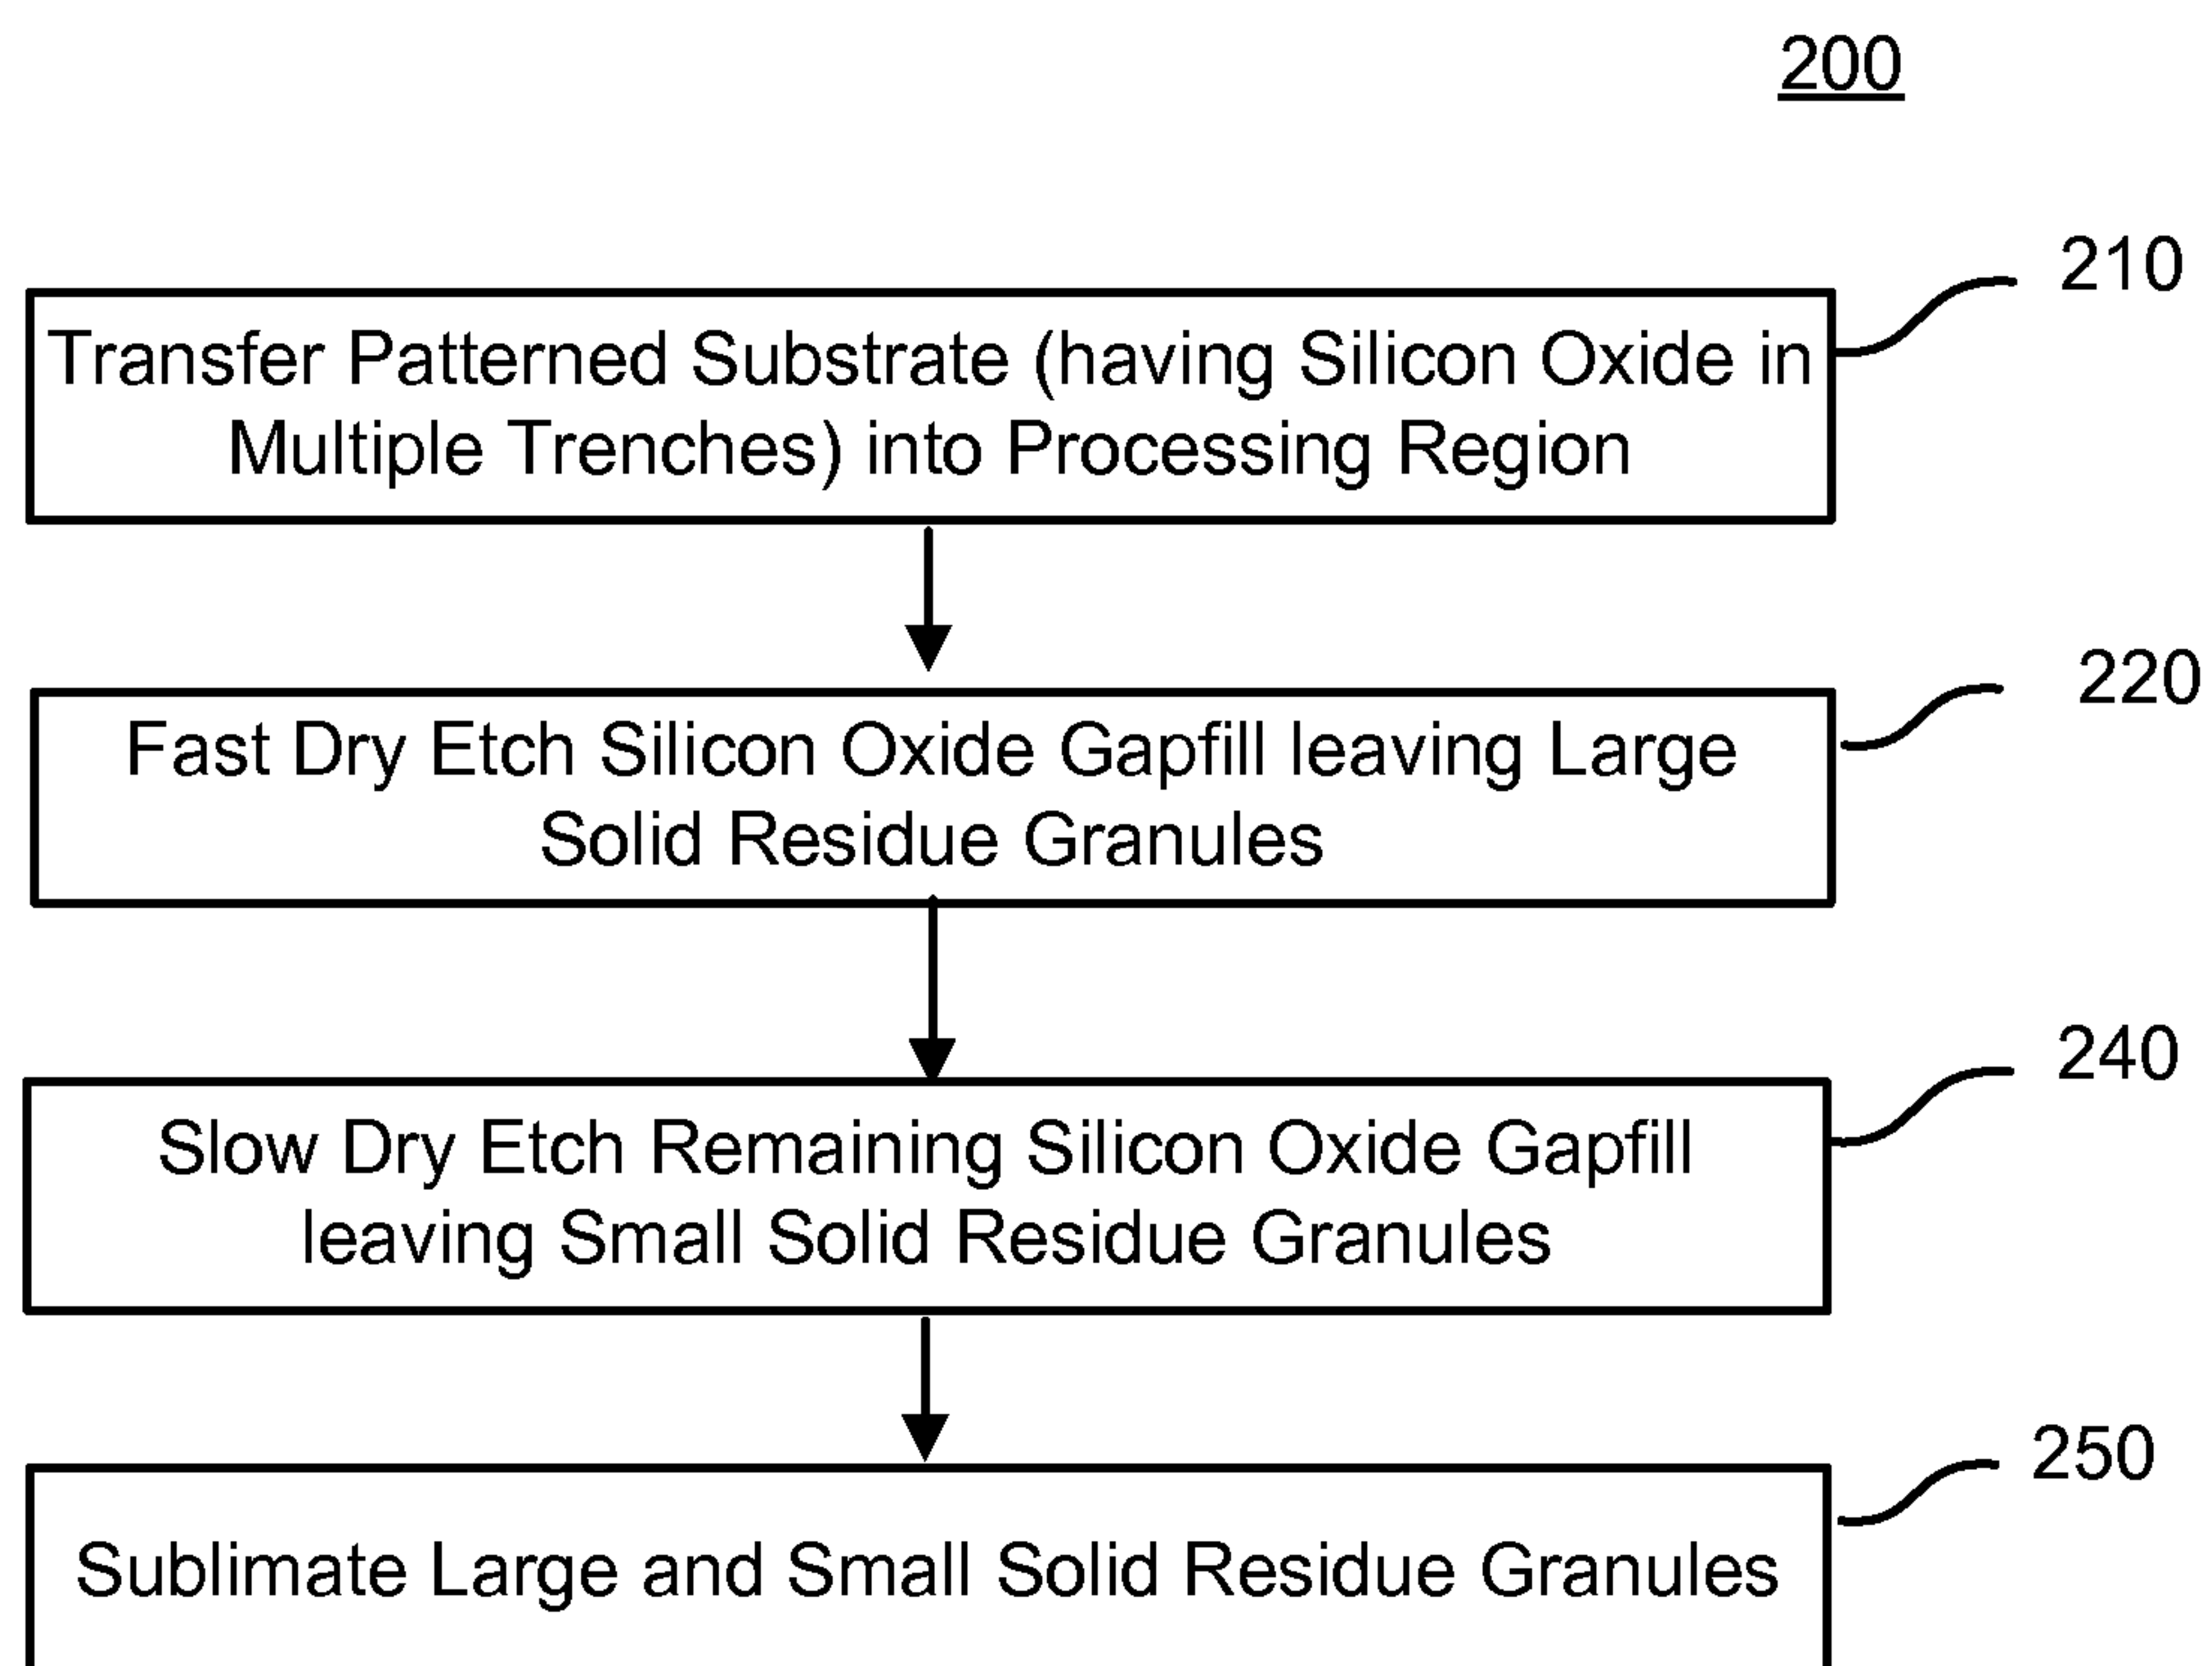 200
210
Transfer Patterned Substrate (having Silicon Oxide in
Multiple Trenches) into Processing Region
220
Fast Dry Etch Silicon Oxide Gapfill leaving Large
Solid Residue Granules
240
Slow Dry Etch Remaining Silicon Oxide Gapfill
leaving Small Solid Residue Granules
250
Sublimate Large and Small Solid Residue Granules